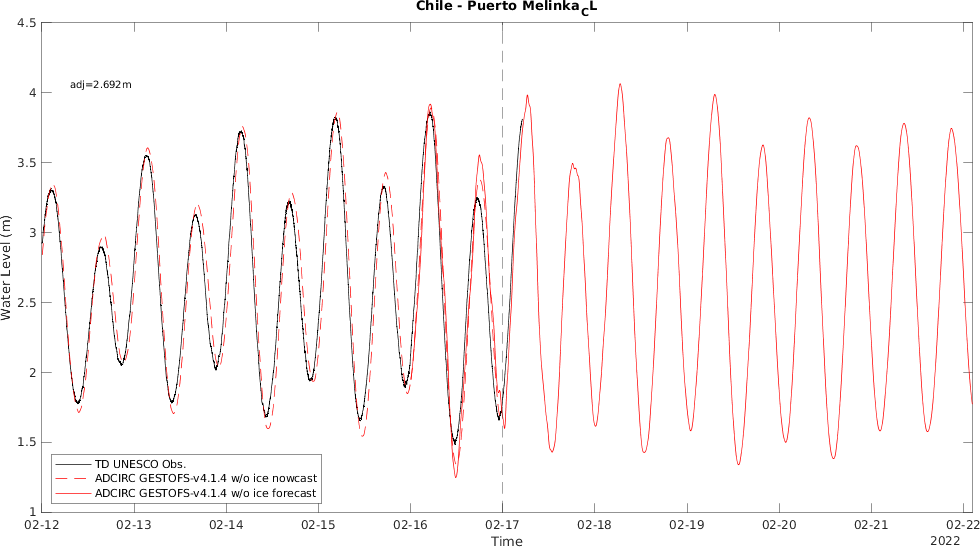 Chile - Puerto Melinka_CL
4.5
4
3.5
3
2.5
2
1.5
1
Water Level (m)
adj=2.692m
TD UNESCO Obs.
ADCIRC GESTOFS-v4.1.4 w/o ice nowcast
ADCIRC GESTOFS-v4.1.4 w/o ice forecast
02-12 02-13 02-14 02-15 02-16 02-17 02-18 02-19 02-20 02-21 02-22
Time
2022